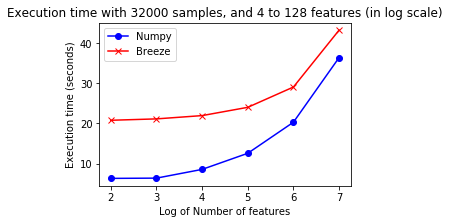 Execution time with 32000 samples, and 4 to 128 features (in log scale)
Numpy
Breeze
Execution time (seconds)
40
30
20
10
2 3 4 5 6 7
Log of Number of features